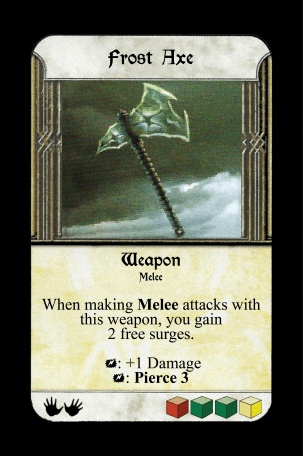 Frost Axe
Weapon
Melee
When making Melee attacks with
this weapon, you gain
2 free surges.
: +1 Damage
: Pierce 3